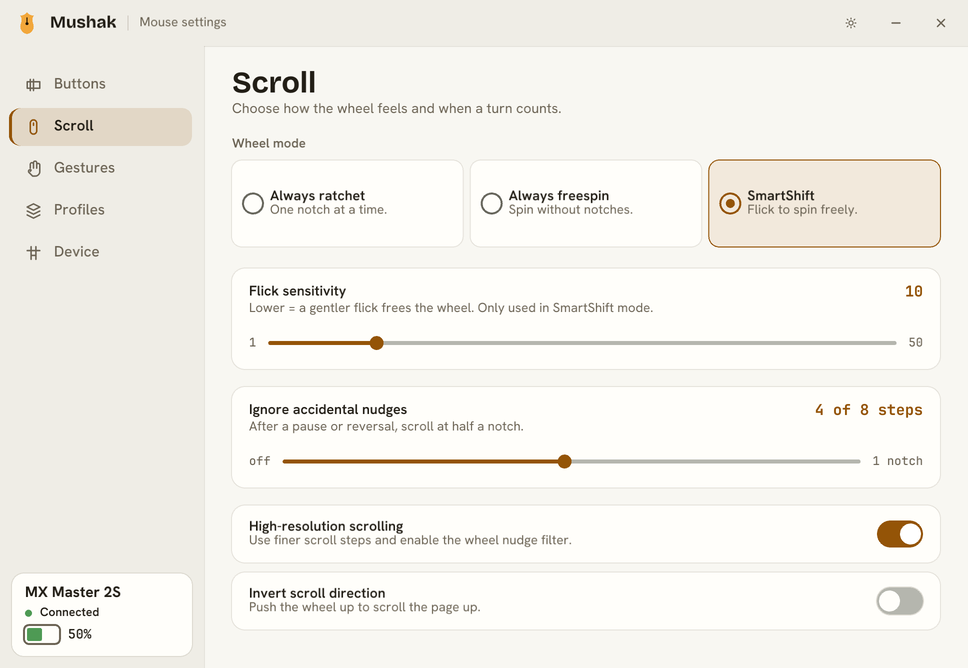 Mushak
Mouse settings
Buttons
Scroll
Gestures
Profiles
Device
MX Master 2S
Connected
50%
Scroll
Choose how the wheel feels and when a turn counts.
Wheel mode
Always ratchet
One notch at a time.
Always freespin
Spin without notches.
SmartShift
Flick to spin freely.
Flick sensitivity
10
Lower = a gentler flick frees the wheel. Only used in SmartShift mode.
1
50
Ignore accidental nudges
4 of 8 steps
After a pause or reversal, scroll at half a notch.
off
1 notch
High-resolution scrolling
Use finer scroll steps and enable the wheel nudge filter.
Invert scroll direction
Push the wheel up to scroll the page up.